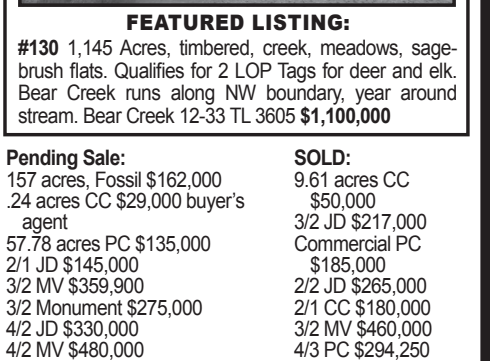 FEATURED LISTING:
#130 1,145 Acres, timbered, creek, meadows, sage-
brush flats. Qualifies for 2 LOP Tags for deer and elk.
Bear Creek runs along NW boundary, year around
stream. Bear Creek 12-33 TL 3605 $1,100,000
Pending Sale:
157 acres, Fossil $162,000
.24 acres CC $29,000 buyer's
agent
57.78 acres PC $135,000
2/1 JD $145,000
3/2 MV $359,900
3/2 Monument $275,000
4/2 JD $330,000
4/2 MV $480,000
SOLD:
9.61 acres CC
$50,000
3/2 JD $217,000
Commercial PC
$185,000
2/2 JD $265,000
2/1 CC $180,000
3/2 MV $460,000
4/3 PC $294,250